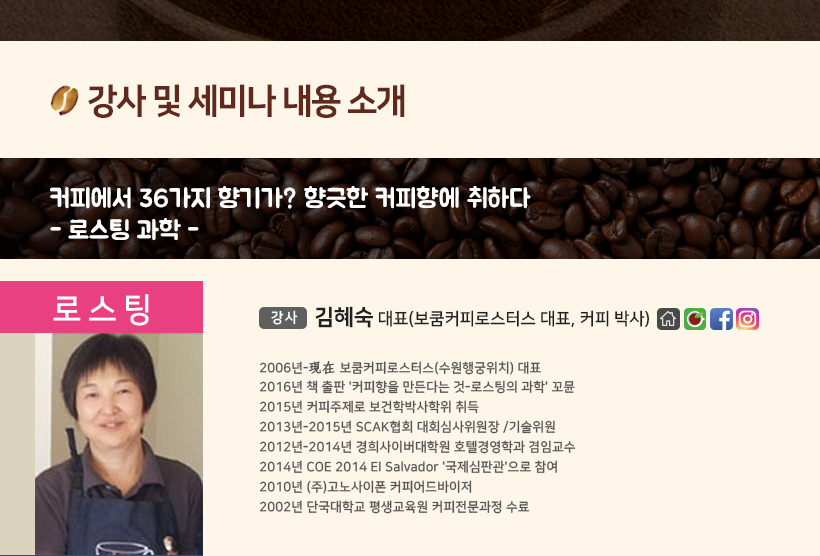 강사 및 세미나 내용 소개
커피에서 36가지 향기가? 향긋한 커피향에 취하다
- 로스팅 과학 -
로스팅
강사 김혜숙 대표(보쿰커피로스터스 대표, 커피 박사)
2006년-現在 보쿰커피로스터스(수원행궁위치) 대표
2016년 책 출판 '커피향을 만든다는 것-로스팅의 과학' 꼬뮨
2015년 커피주제로 보건학박사학위 취득
2013년-2015년 SCAK협회 대회심사위원장 /기술위원
2012년-2014년 경희사이버대학원 호텔경영학과 겸임교수
2014년 COE 2014 El Salvador '국제심판관'으로 참여
2010년 (주)고노사이폰 커피어드바이저
2002년 단국대학교 평생교육원 커피전문과정 수료